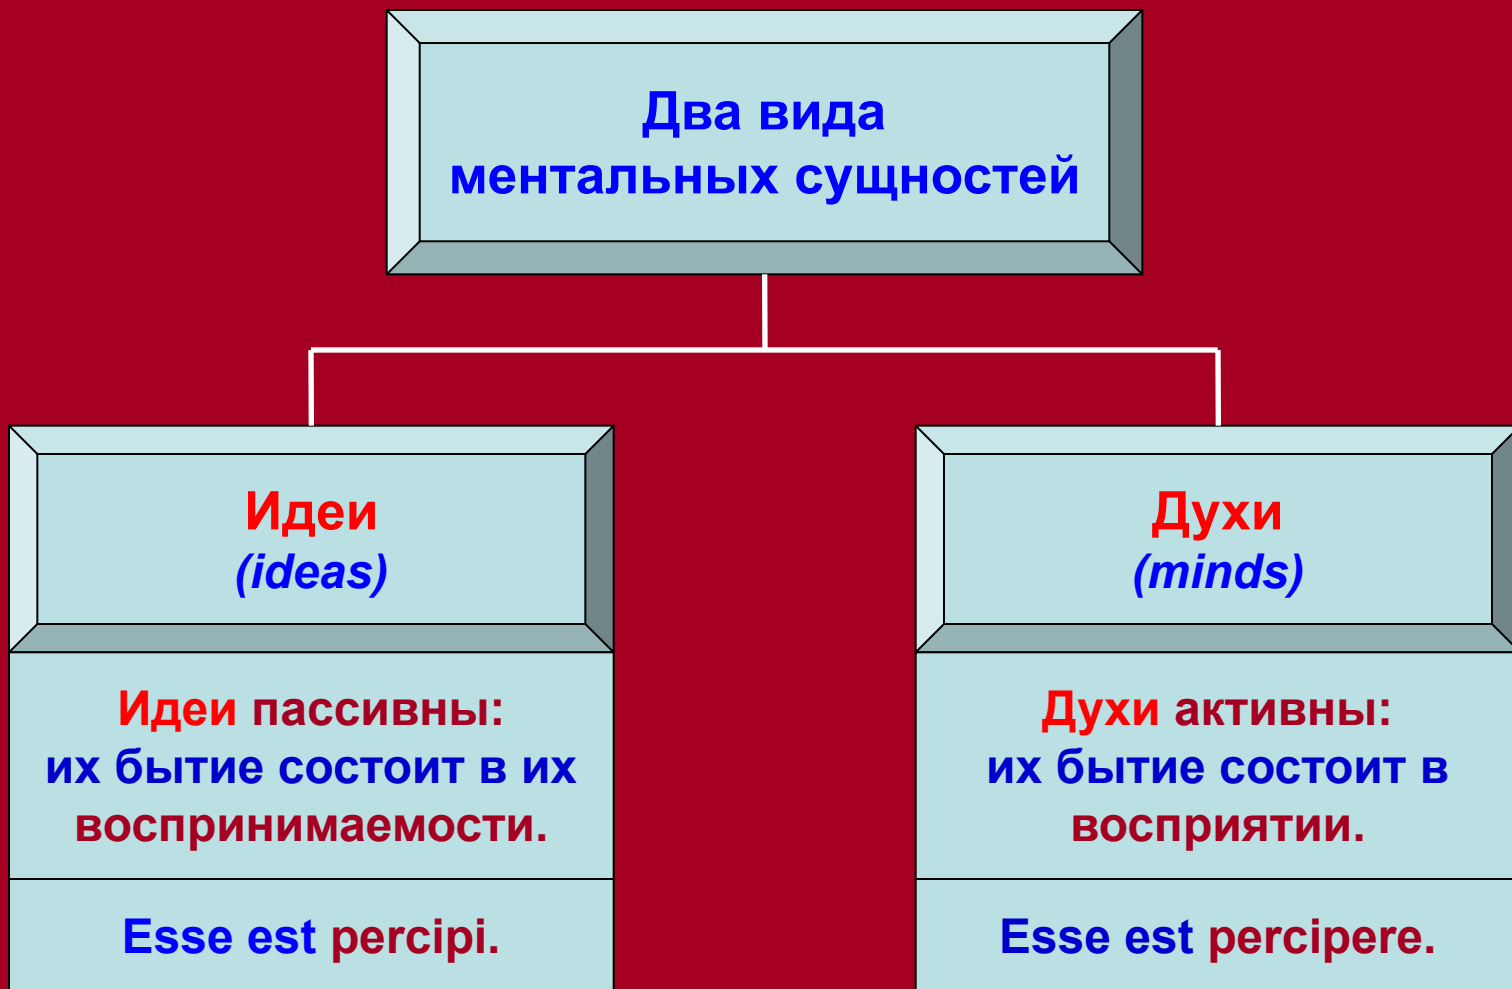 Два вида
ментальных сущностей
Идеи
(ideas)
Идеи пассивны:
их бытие состоит в их
воспринимаемости.
Esse est percipi.
Духи
(minds)
Духи активны:
их бытие состоит в
восприятии.
Esse est percipere.